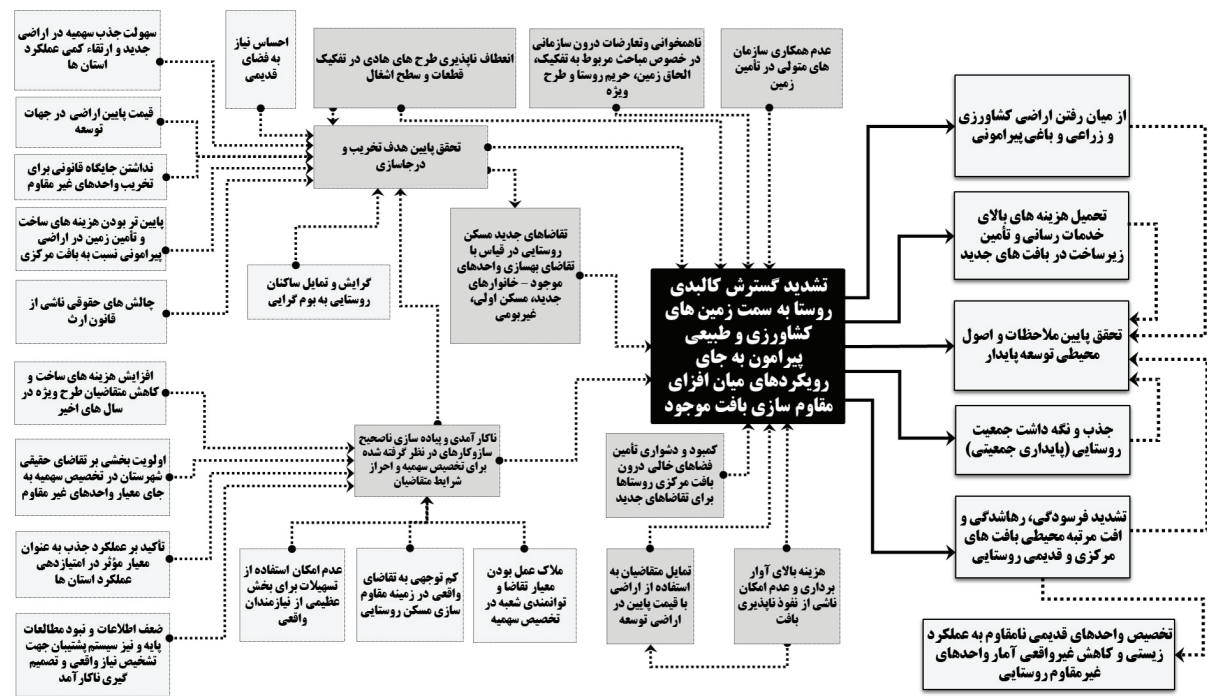 سهولت جذب سهمیه در اراضی
جدید و ارتقاء کمی عملکرد
استان ها
قیمت پایین اراضی در جهات
توسعه
نداشتن جایگاه قانونی برای
تخریب واحدهای غیر مقاوم
پایین تر بودن هزینه های ساخت
و تأمین زمین در اراضی
پیرامونی نسبت به بافت مرکزی
چالش های حقوقی ناشی از
قانون ارث
افزایش هزینه های ساخت و
کاهش متقاضیان طرح ویژه در
سال های اخیر
اولویت بخشی بر تقاضای حقیقی
شهرستان در تخصیص سهمیه به
جای معیار واحدهای غیر مقاوم
تأکید بر عملکرد جذب به عنوان
معیار مؤثر در امتیازدهی
عملکرد استان ها
ضعف اطلاعات و نبود مطالعات
پایه و نیز سیستم پشتیبان جهت
تشخیص نیاز واقعی و تصمیم
گیری ناکارآمد
احساس نیاز
به فضای
قدیمی
انعطاف ناپذیری طرح های هادی در تفکیک
قطعات و سطح اشغال
ناهمخوانی وتعارضات درون سازمانی
در خصوص مباحث مربوط به تفکیک،
الحاق زمین، حریم روستا و طرح
ویژه
عدم همکاری سازمان
های متولی در تأمین
زمین
تحقق پایین هدف تخریب و
درجاسازی
گرایش و تمایل ساکنان
روستایی به بوم گرایی
تقاضاهای جدید مسکن
روستایی در قیاس با
تقاضای بهسازی واحدهای
موجود – خانوارهای
جدید، مسکن اولی،
غیربومی
ناکارآمدی و پیاده سازی ناصحیح
سازوکارهای در نظر گرفته شده
برای تخصیص سهمیه و احراز
شرایط متقاضیان
عدم امکان استفاده از
تسهیلات برای بخش
عظیمی از نیازمندان
واقعی
کم توجهی به تقاضای
واقعی در زمینه مقاوم
سازی مسکن روستایی
ملاک عمل بودن
معیار تقاضا و
توانمندی شعبه در
تخصیص سهمیه
کمبود و دشواری تأمین
فضاهای خالی درون
بافت مرکزی روستاها
برای تقاضاهای جدید
تمایل متقاضیان به
استفاده از اراضی
با قیمت پایین در
اراضی توسعه
هزینه بالای آوار
برداری و عدم امکان
ناشی از نفوذ ناپذیری
بافت
تشدید گسترش کالبدی
روستا به سمت زمین های
کشاورزی و طبیعی
پیرامون به جای
رویکردهای میان افزای
مقاوم سازی بافت موجود
از میان رفتن اراضی کشاورزی
و زراعی و باغی پیرامونی
تحمیل هزینه های بالای
خدمات رسانی و تأمین
زیرساخت در بافت های جدید
تحقق پایین ملاحظات و اصول
محیطی توسعه پایدار
جذب و نگه داشت جمعیت
روستایی (پایداری جمعیتی)
تشدید فرسودگی، رهاشدگی و
افت مرتبه محیطی بافت های
مرکزی و قدیمی روستایی
تخصیص واحدهای قدیمی نامقاوم به عملکرد
زیستی و کاهش غیرواقعی آمار واحدهای
غیرمقاوم روستایی